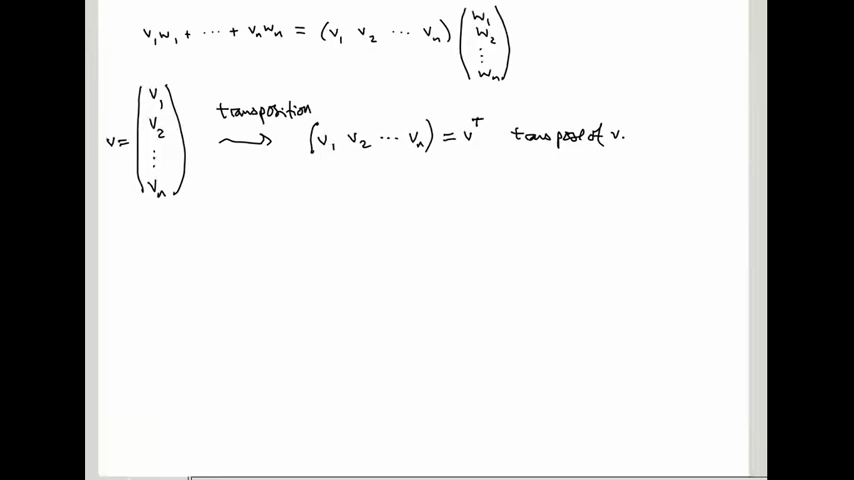 v₁w₁ + ⋯ + vₙwₙ = (v₁ v₂ ⋯ vₙ) (w₁ w₂ ⋮ wₙ)
v = (v₁ v₂ ⋮ vₙ) transposition ⟶ (v₁ v₂ ⋯ vₙ) = vᵀ transpose of v.